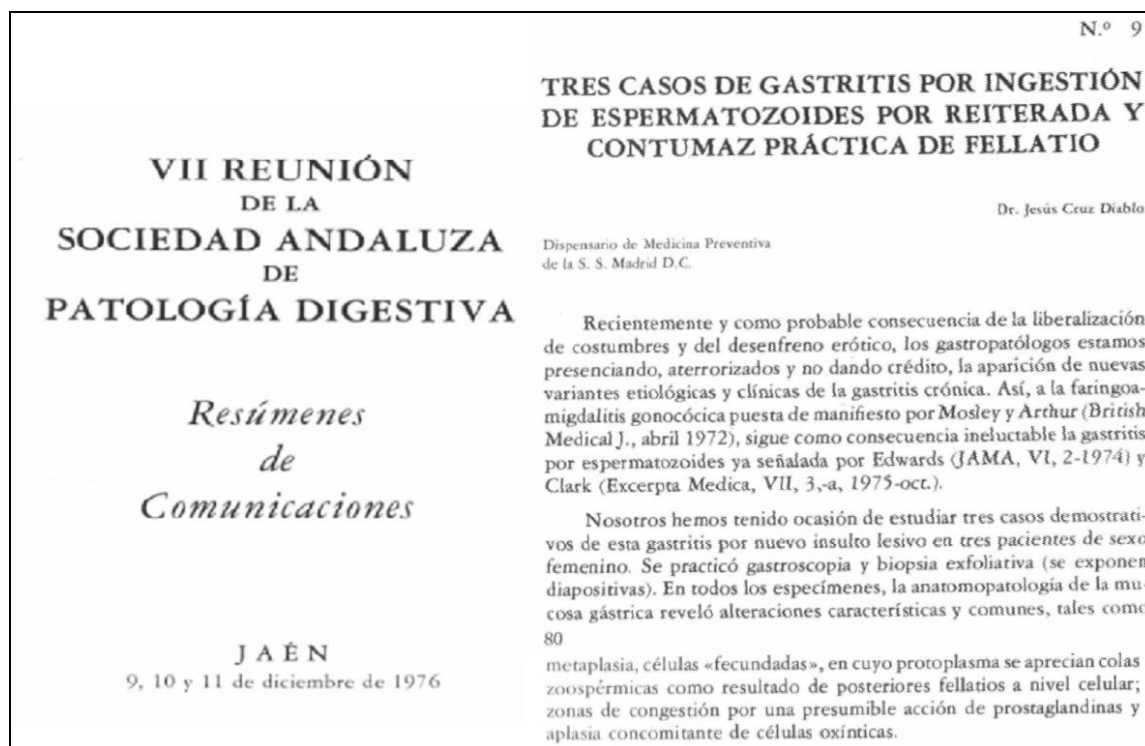 VII REUNIÓN
DE LA
SOCIEDAD ANDALUZA
DE
PATOLOGÍA DIGESTIVA
Resúmenes
de
Comunicaciones
JAÉN
9, 10 y 11 de diciembre de 1976
N.º 9
TRES CASOS DE GASTRITIS POR INGESTIÓN
DE ESPERMATOZOIDES POR REITERADA Y
CONTUMAZ PRÁCTICA DE FELLATIO
Dr. Jesús Cruz Diablo
Dispensario de Medicina Preventiva
de la S. S. Madrid D.C.
Recientemente y como probable consecuencia de la liberalización
de costumbres y del desenfreno erótico, los gastropatólogos estamos
presenciando, aterrorizados y no dando crédito, la aparición de nuevas
variantes etiológicas y clínicas de la gastritis crónica. Así, a la faringoa-
migdalitis gonocócica puesta de manifiesto por Mosley y Arthur (British
Medical J., abril 1972), sigue como consecuencia ineluctable la gastritis
por espermatozoides ya señalada por Edwards (JAMA, VI, 2-1974) y
Clark (Excerpta Medica, VII, 3,-a, 1975-oct.).
Nosotros hemos tenido ocasión de estudiar tres casos demostrati-
vos de esta gastritis por nuevo insulto lesivo en tres pacientes de sexo
femenino. Se practicó gastroscopia y biopsia exfoliativa (se exponen
diapositivas). En todos los especímenes, la anatomopatología de la mu-
cosa gástrica reveló alteraciones características y comunes, tales como
80
metaplasia, células «fecundadas», en cuyo protoplasma se aprecian colas
zoospérmicas como resultado de posteriores fellatios a nivel celular;
zonas de congestión por una presumible acción de prostaglandinas y
aplasia concomitante de células oxínticas.